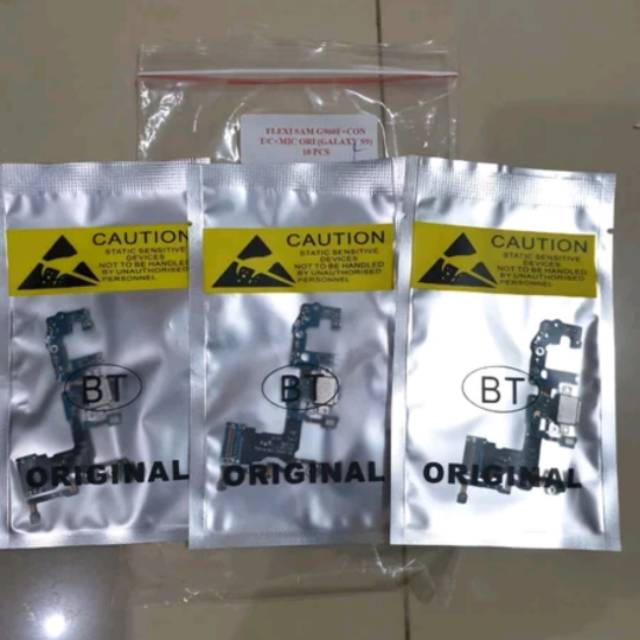 FLEXI SAM G960F+CON
T/C+MIC ORI (GALAXY S9)
10 PCS
CAUTION
STATIC SENSITIVE
DEVICES
NOT TO BE HANDLED
BY UNAUTHORISED
PERSONNEL
BT
ORIGINAL
CAUTION
STATIC SENSITIVE
DEVICES
NOT TO BE HANDLED
BY UNAUTHORISED
PERSONNEL
BT
ORIGINAL
CAUTION
STATIC SENSITIVE
DEVICES
NOT TO BE HANDLED
BY UNAUTHORISED
PERSONNEL
BT
ORIGINAL